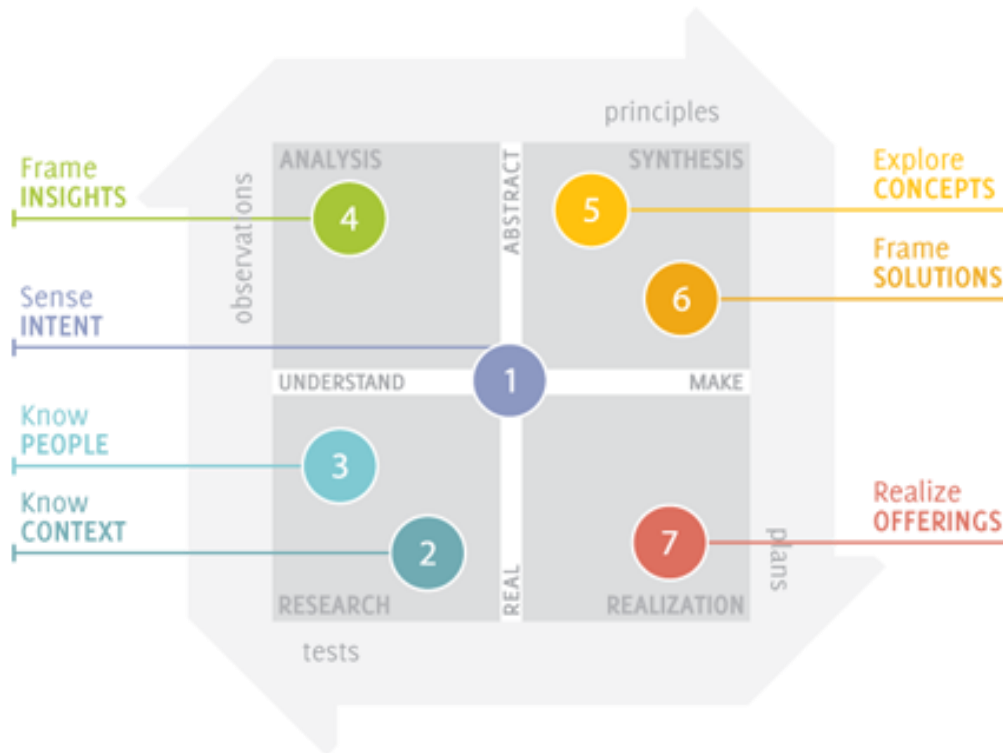 principles
ANALYSIS
SYNTHESIS
Frame
INSIGHTS
4
observations
ABSTRACT
5
Explore
CONCEPTS
Frame
SOLUTIONS
6
Sense
INTENT
UNDERSTAND
1
MAKE
Know
PEOPLE
3
Know
CONTEXT
2
REAL
7
Realize
OFFERINGS
plans
RESEARCH
REALIZATION
tests